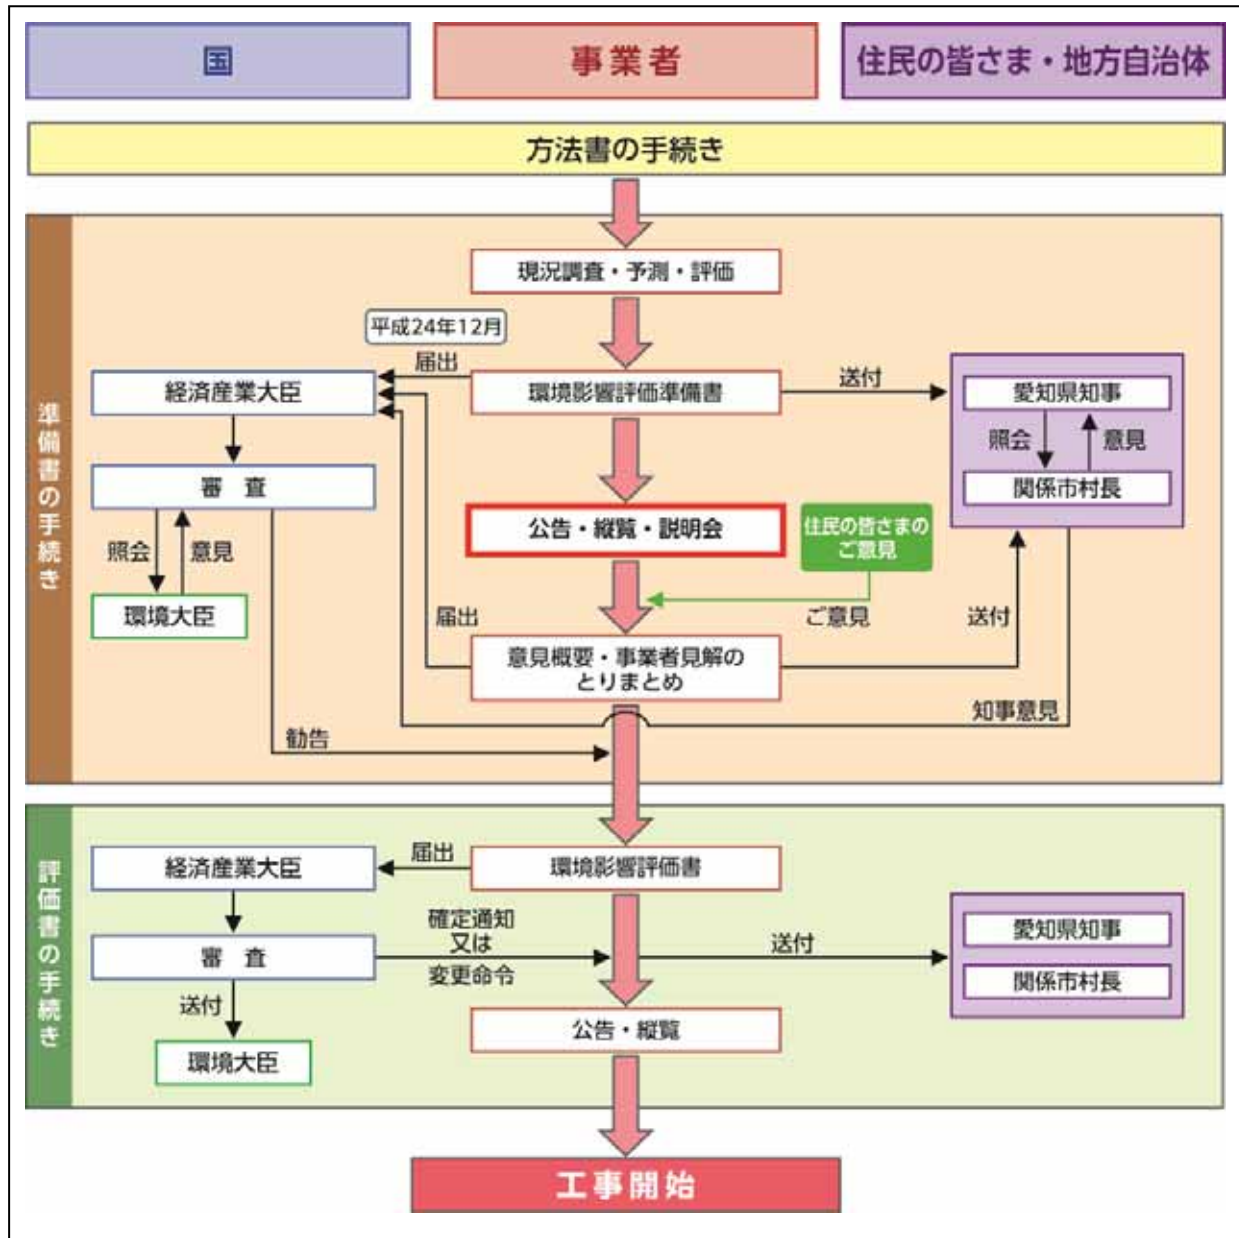 国
事業者
住民の皆さま・地方自治体
方法書の手続き
準備書の手続き
現況調査・予測・評価
平成24年12月
届出
経済産業大臣
環境影響評価準備書
送付
愛知県知事
照会
意見
関係市村長
審　査
公告・縦覧・説明会
住民の皆さまの
ご意見
照会
意見
環境大臣
届出
ご意見
送付
意見概要・事業者見解の
とりまとめ
知事意見
勧告
評価書の手続き
届出
経済産業大臣
環境影響評価書
確定通知
又は
変更命令
送付
愛知県知事
関係市村長
審　査
送付
公告・縦覧
環境大臣
工事開始